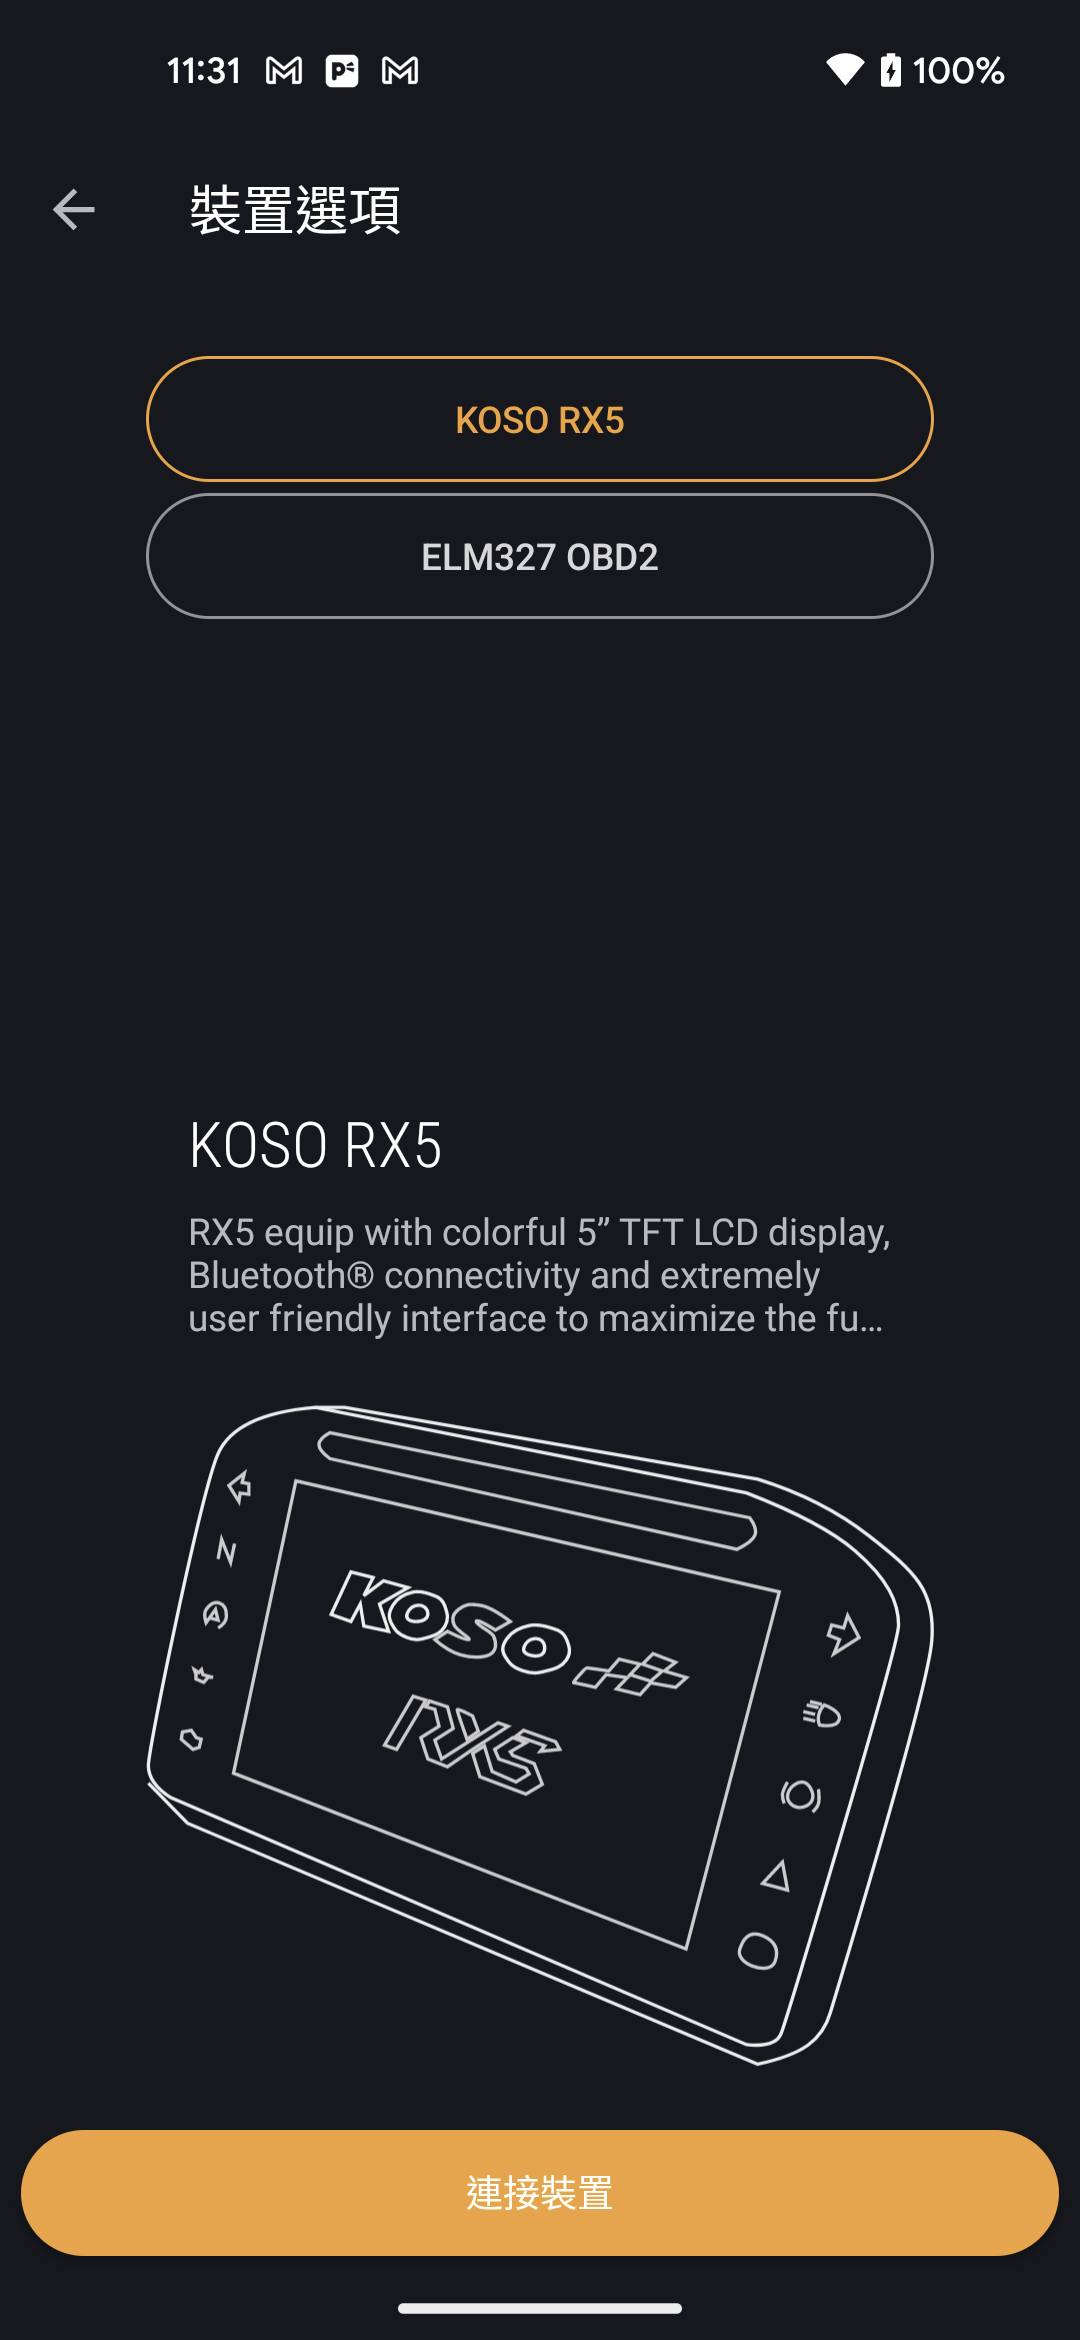 11:31
100%
裝置選項
KOSO RX5
ELM327 OBD2
KOSO RX5
RX5 equip with colorful 5” TFT LCD display,
Bluetooth® connectivity and extremely
user friendly interface to maximize the fu…
N
A
KOSO
RX5
連接裝置